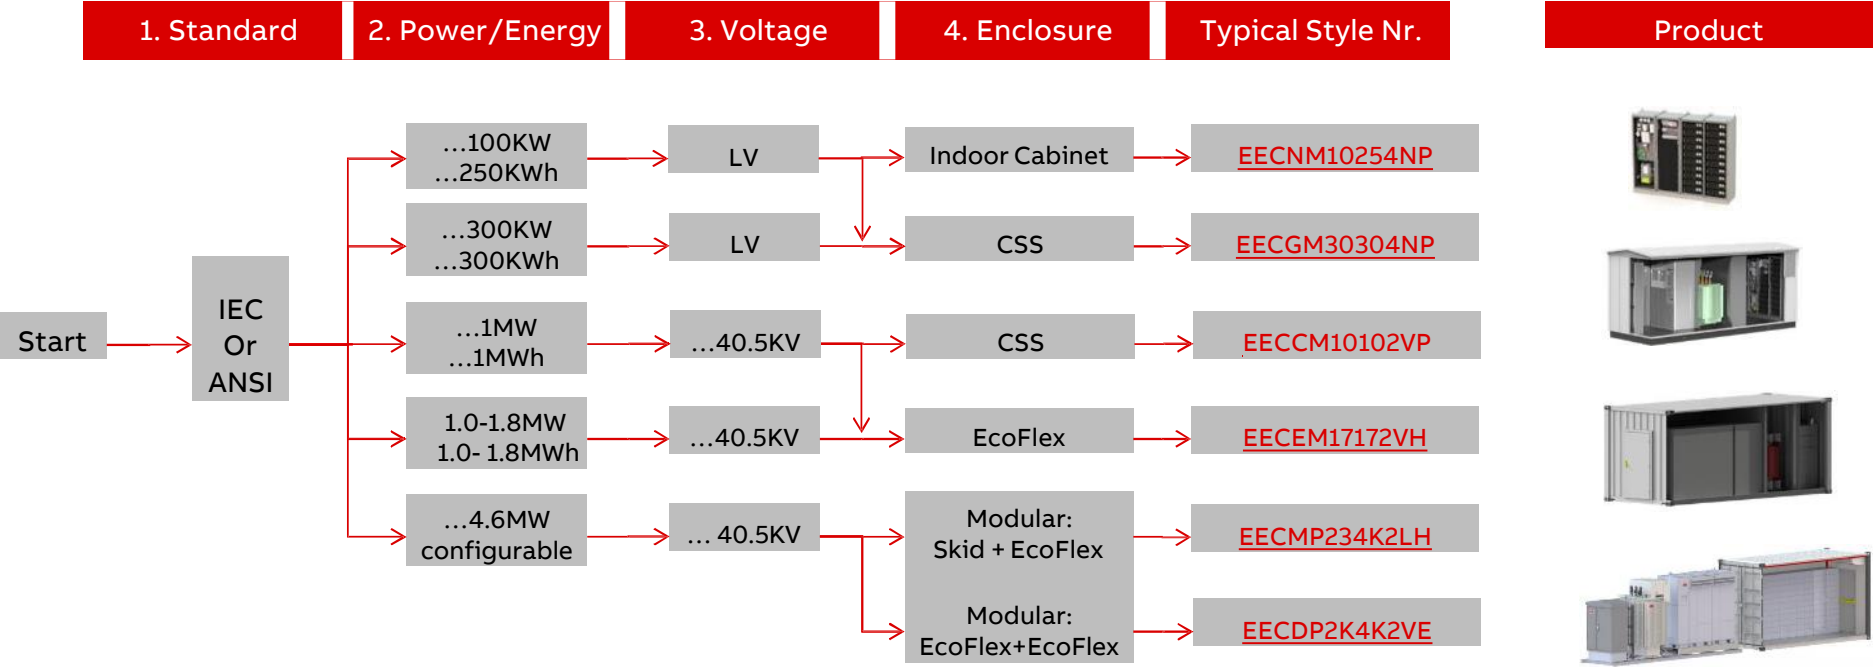 1. Standard
2. Power/Energy
3. Voltage
4. Enclosure
Typical Style Nr.
Product
Start
IEC
Or
ANSI
...100KW
...250KWh
LV
Indoor Cabinet
EECNM10254NP
...300KW
...300KWh
LV
CSS
EECGM30304NP
...1MW
...1MWh
...40.5KV
CSS
EECCM10102VP
1.0-1.8MW
1.0- 1.8MWh
...40.5KV
EcoFlex
EECEM17172VH
...4.6MW
configurable
... 40.5KV
Modular:
Skid + EcoFlex
EECMP234K2LH
Modular:
EcoFlex+EcoFlex
EECDP2K4K2VE